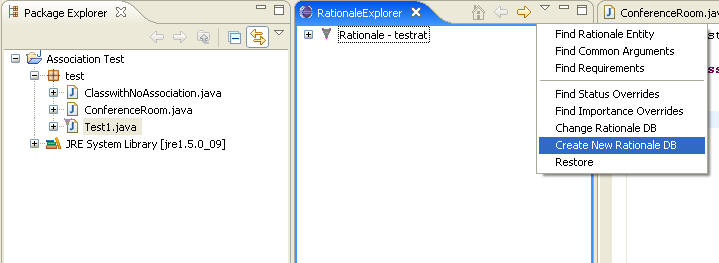 Package Explorer
Association Test
test
ClasswithNoAssociation.java
ConferenceRoom.java
Test1.java
JRE System Library [jre1.5.0_09]
RationaleExplorer
Rationale - testrat
Find Rationale Entity
Find Common Arguments
Find Requirements
Find Status Overrides
Find Importance Overrides
Change Rationale DB
Create New Rationale DB
Restore
ConferenceRoom.jav